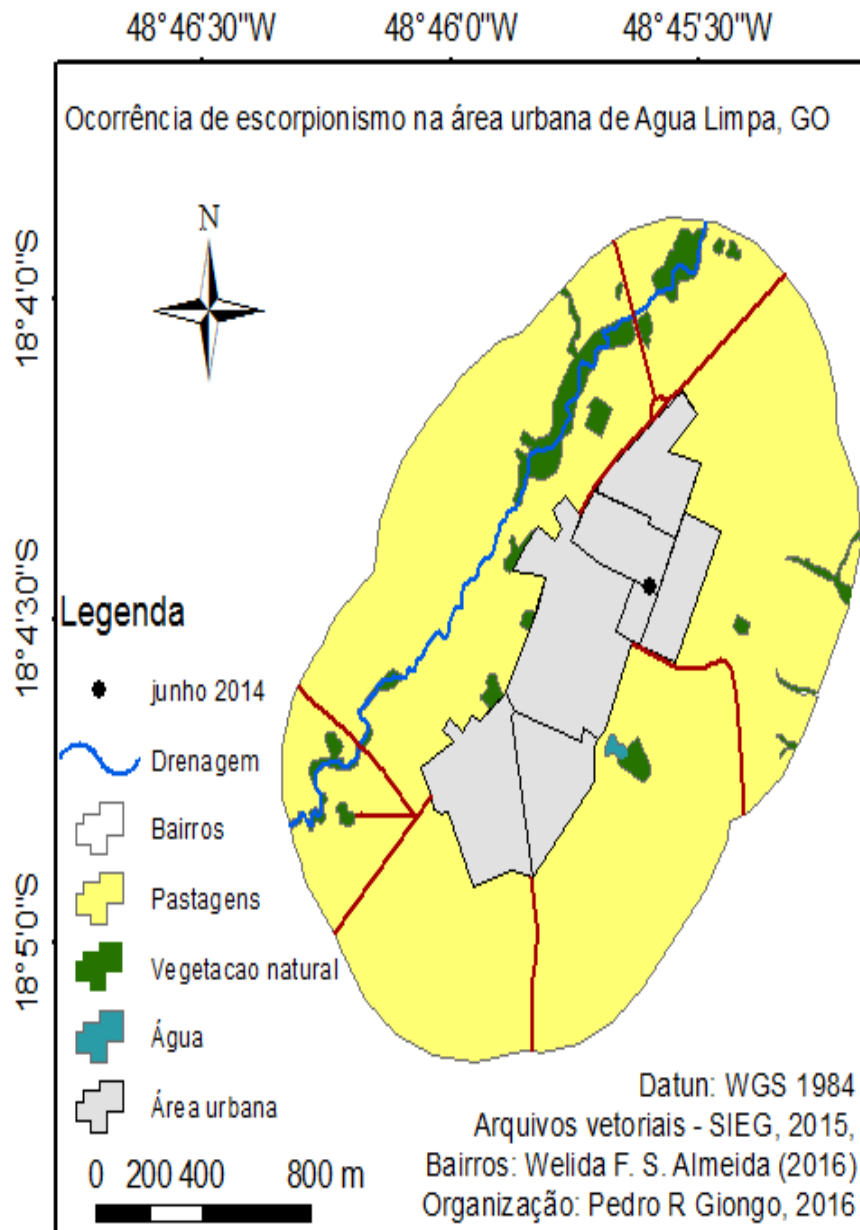 48°46'30"W 48°46'0"W 48°45'30"W
Ocorrência de escorpionismo na área urbana de Agua Limpa, GO
N
18°4'0"S
18°4'30"S
18°5'0"S
Legenda
junho 2014
Drenagem
Bairros
Pastagens
Vegetacao natural
Água
Área urbana
0 200 400 800 m
Datun: WGS 1984
Arquivos vetoriais - SIEG, 2015,
Bairros: Welida F. S. Almeida (2016)
Organização: Pedro R Giongo, 2016